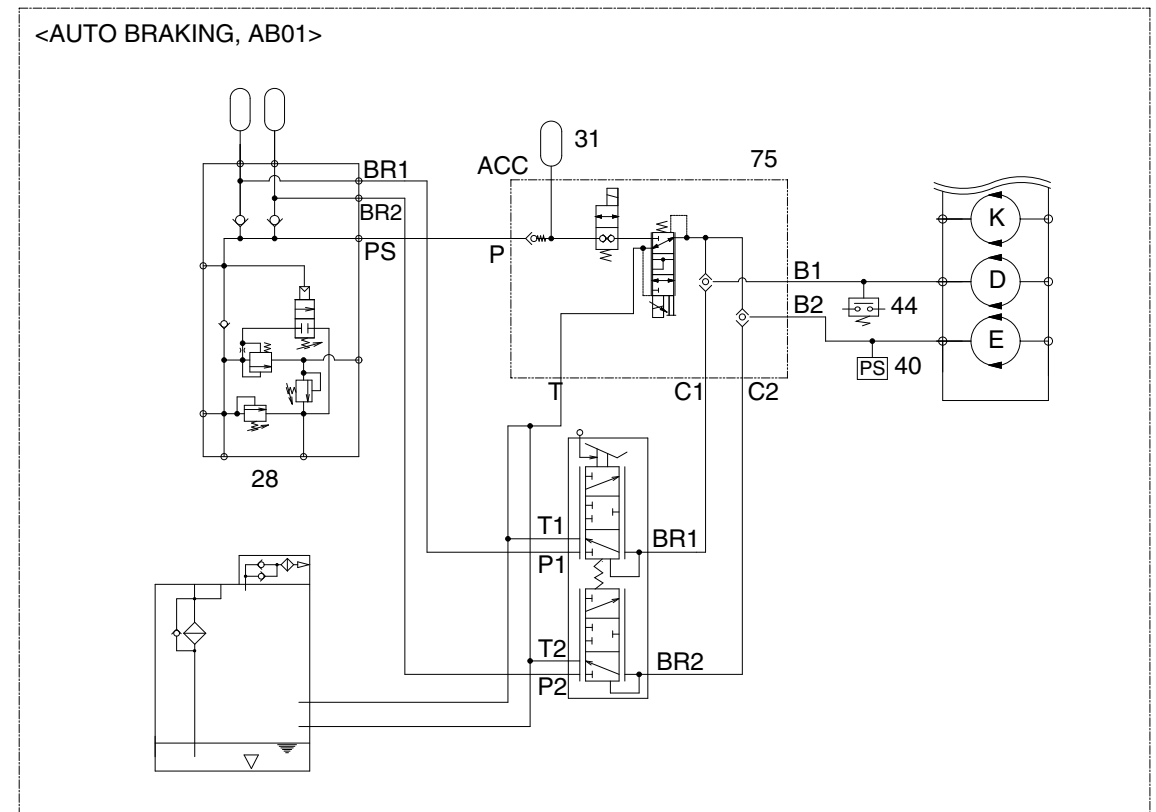 <AUTO BRAKING, AB01>
31
ACC
75
BR1
BR2
PS
P
K
B1
D
44
B2
E
PS 40
T
C1
C2
28
T1
BR1
P1
T2
BR2
P2